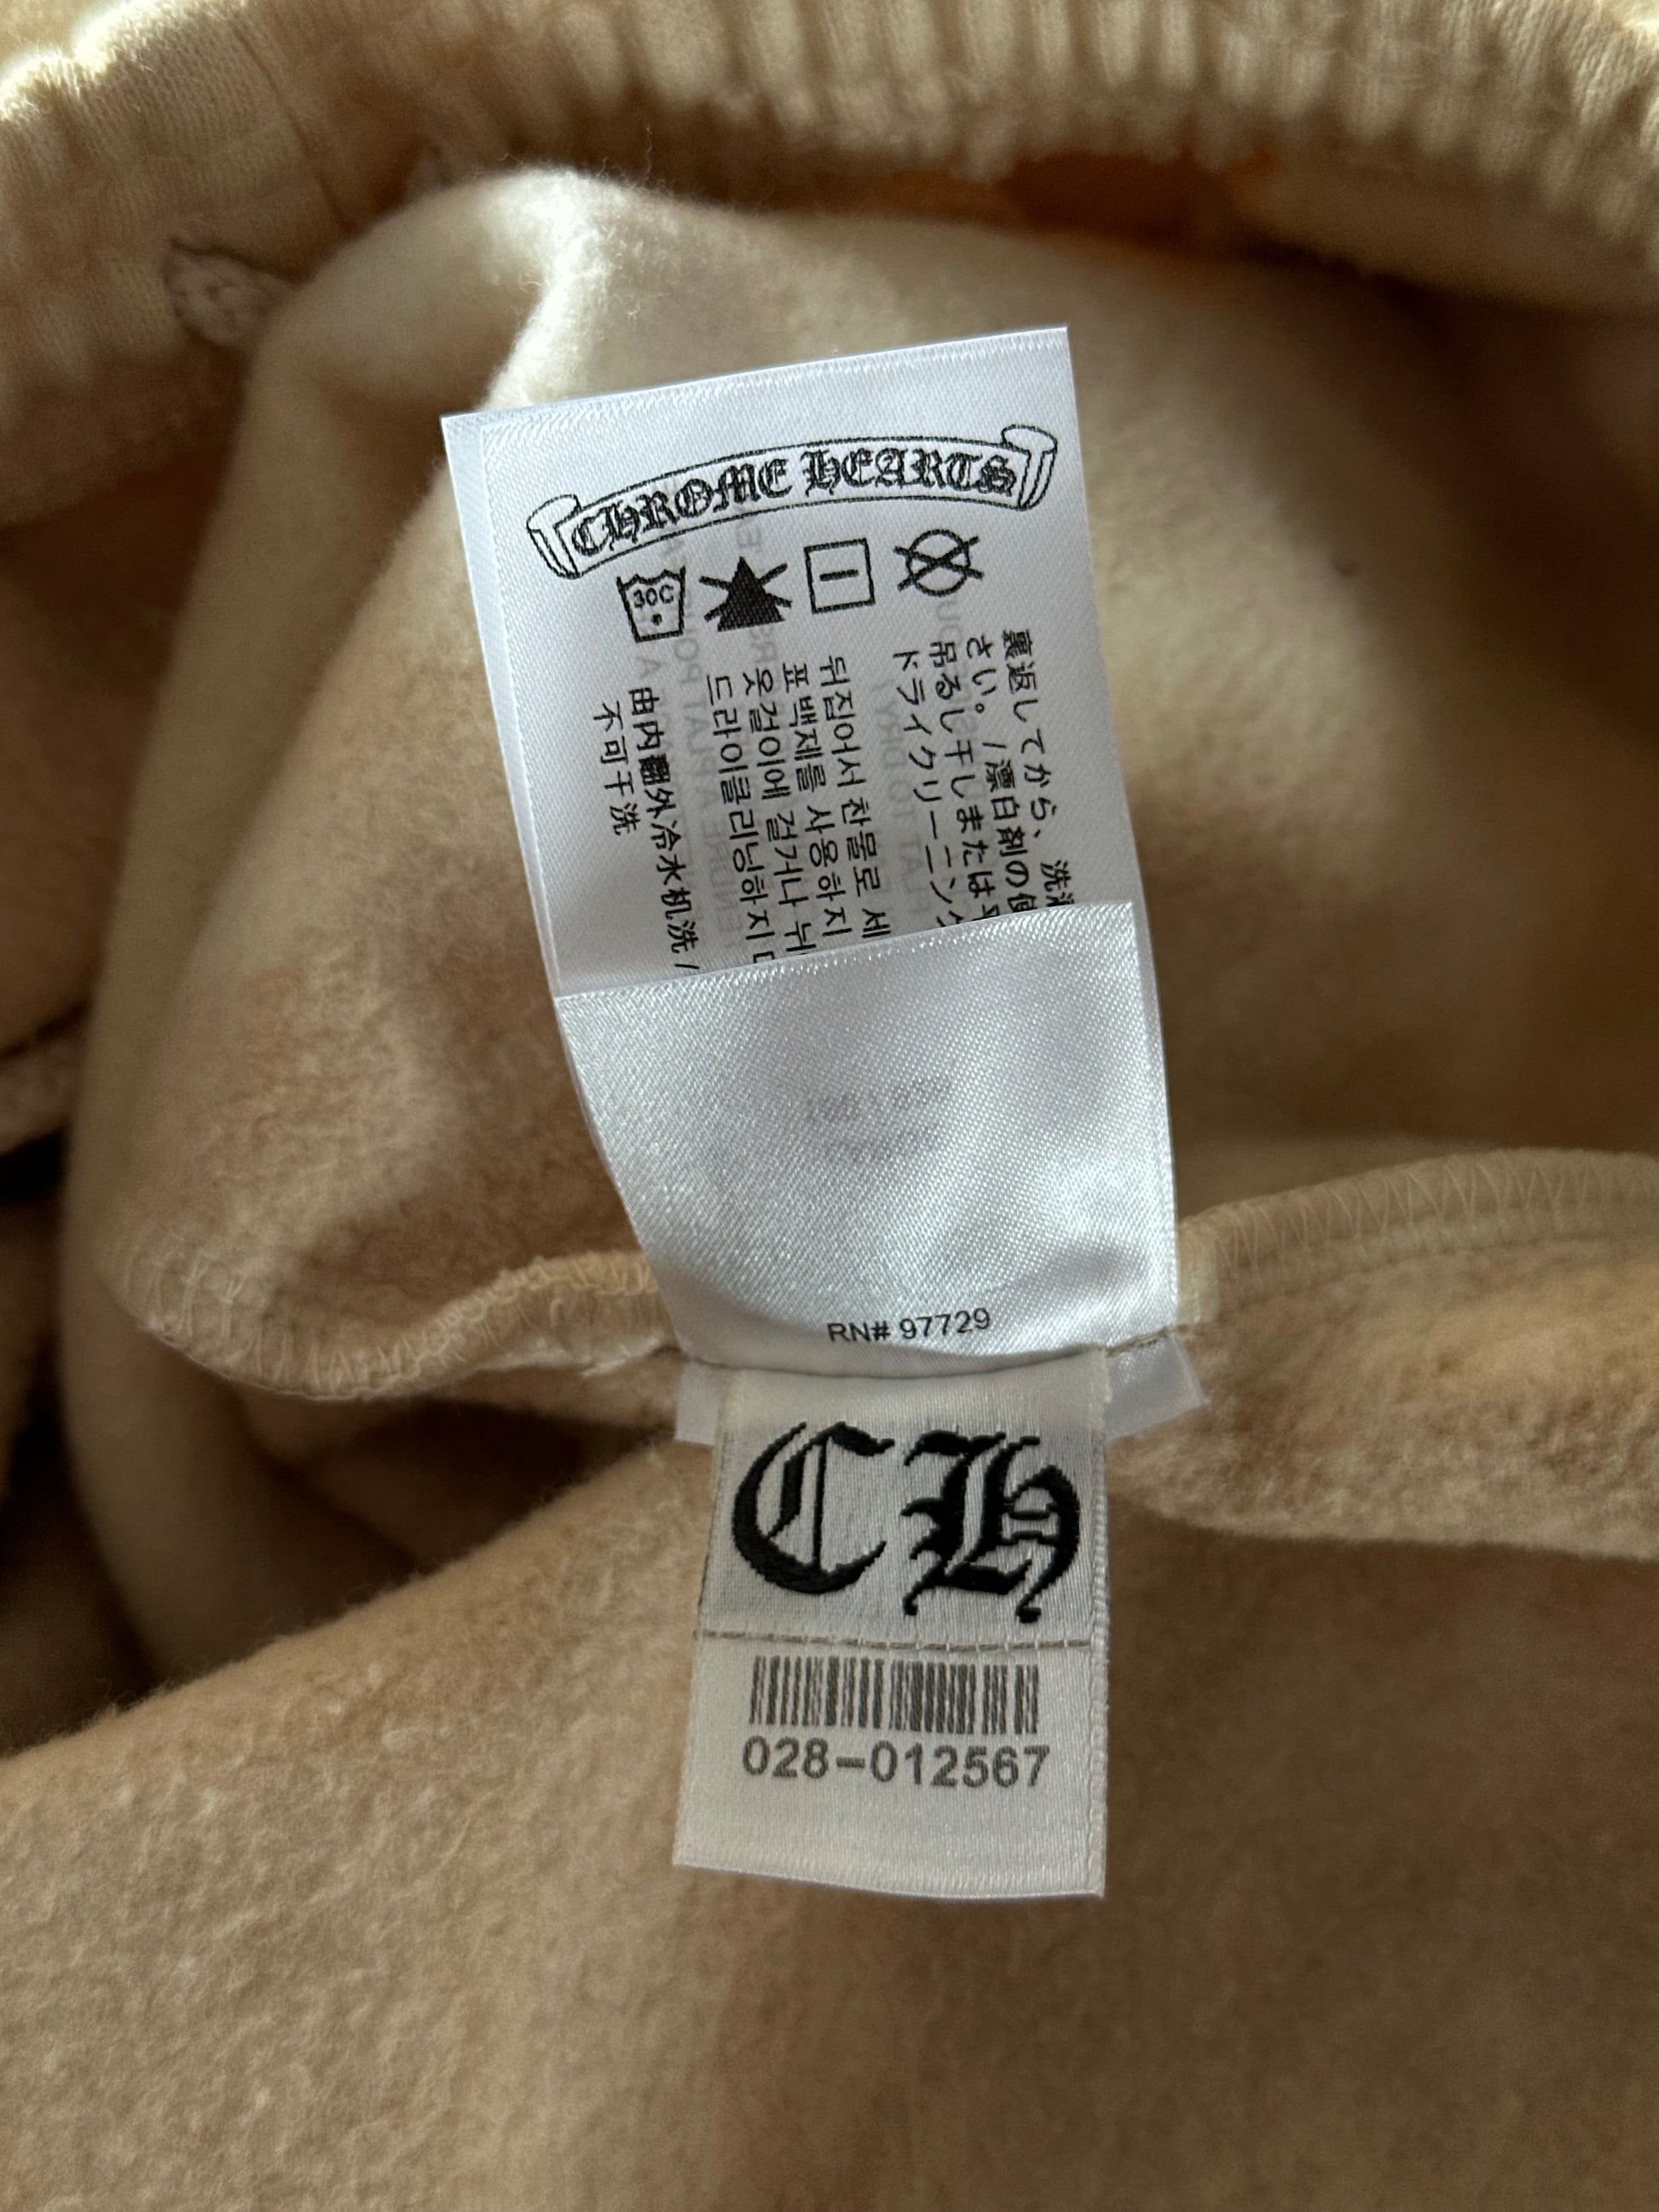 CHROME HEARTS
30C
裏返してから、洗
さい。/漂白剤の使
吊るし干しまたは平
ドライクリーニング
뒤집어서 찬물로 세
표백제를 사용하지
옷걸이에 걸거나 뉘
드라이클리닝하지
由内翻外冷水机洗 /
不可干洗
RN# 97729
CH
028-012567